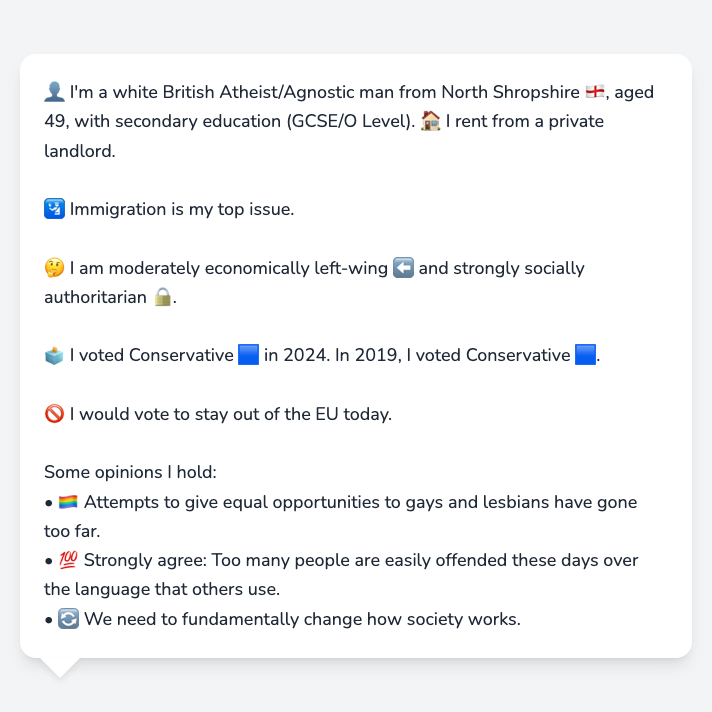 👤 I'm a white British Atheist/Agnostic man from North Shropshire 🏴󠁧󠁢󠁥󠁮󠁧󠁿, aged
49, with secondary education (GCSE/O Level). 🏠 I rent from a private
landlord.
🛂 Immigration is my top issue.
🤔 I am moderately economically left-wing ⬅️ and strongly socially
authoritarian 🔒.
🗳️ I voted Conservative 🟦 in 2024. In 2019, I voted Conservative 🟦.
🚫 I would vote to stay out of the EU today.
Some opinions I hold:
• 🏳️‍🌈 Attempts to give equal opportunities to gays and lesbians have gone
too far.
• 💯 Strongly agree: Too many people are easily offended these days over
the language that others use.
• 🔄 We need to fundamentally change how society works.